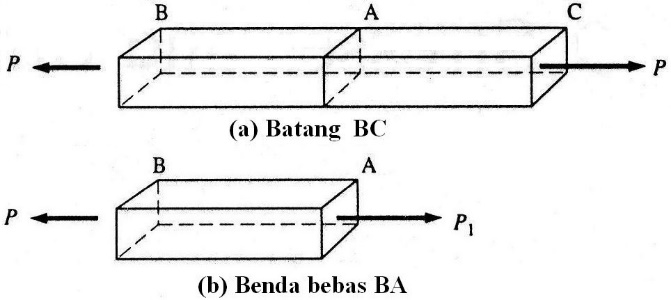 B A C
P P
(a) Batang BC
B A
P P₁
(b) Benda bebas BA